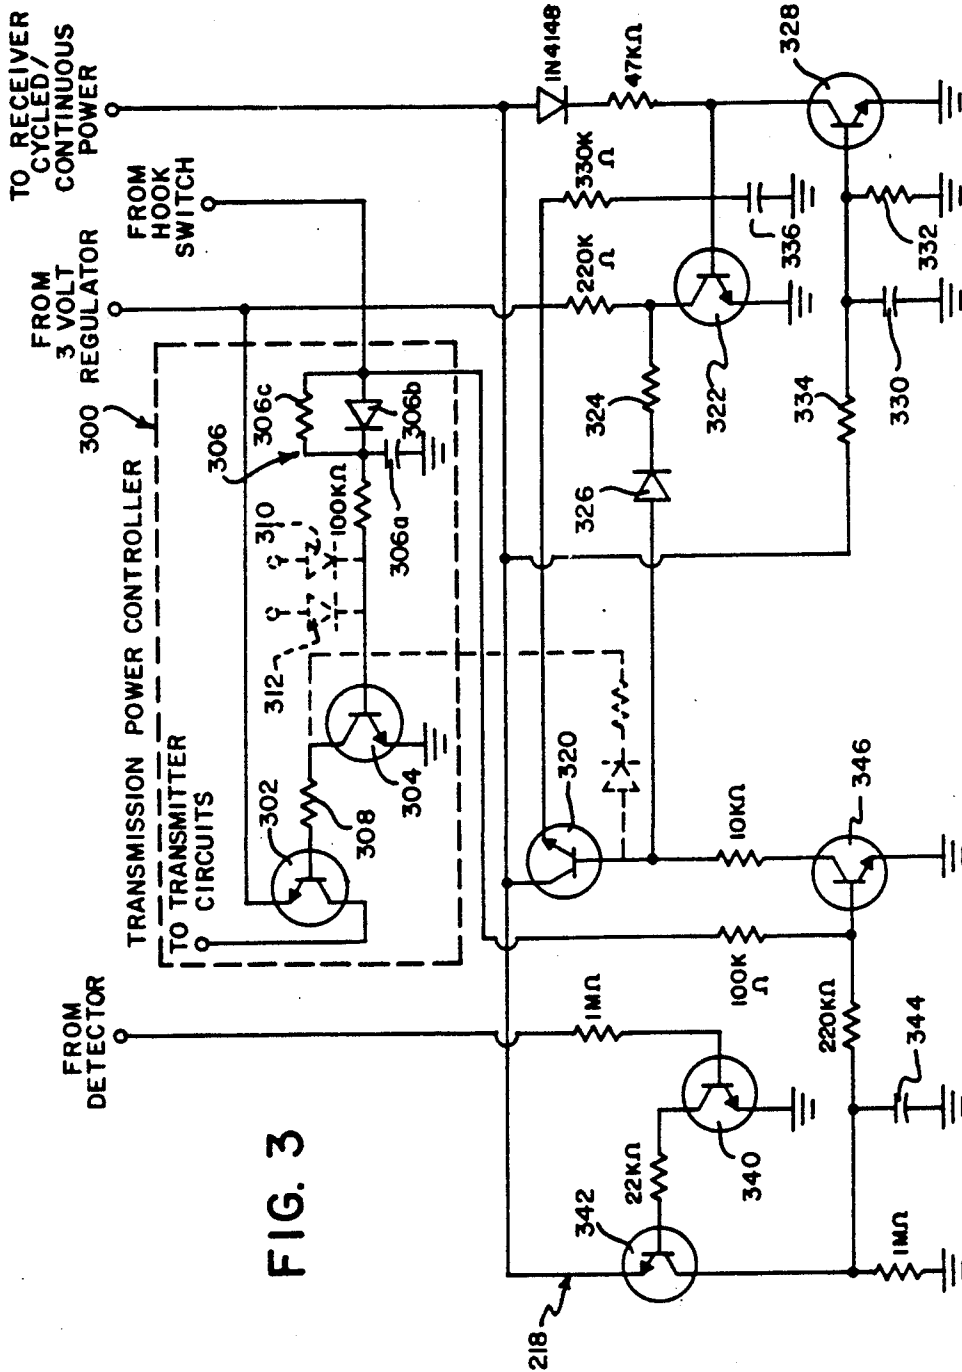 FIG. 3
TO RECEIVER
CYCLED/
CONTINUOUS
POWER
FROM
HOOK
SWITCH
FROM
3 VOLT
REGULATOR
300
TRANSMISSION POWER CONTROLLER
TO TRANSMITTER
CIRCUITS
FROM
DETECTOR
302
308
304
312
310
100KΩ
306
306c
306b
306a
1N4148
47KΩ
330K
Ω
220K
Ω
336
328
332
330
334
322
324
326
320
10KΩ
346
100K
Ω
1MΩ
220KΩ
344
340
22KΩ
342
1MΩ
218